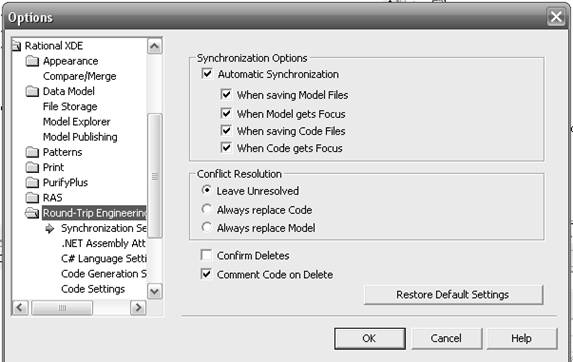 Options
Rational XDE
Appearance
Compare/Merge
Data Model
File Storage
Model Explorer
Model Publishing
Patterns
Print
PurifyPlus
RAS
Round-Trip Engineering
Synchronization Se
.NET Assembly Att
C# Language Setti
Code Generation S
Code Settings
Synchronization Options
Automatic Synchronization
When saving Model Files
When Model gets Focus
When saving Code Files
When Code gets Focus
Conflict Resolution
Leave Unresolved
Always replace Code
Always replace Model
Confirm Deletes
Comment Code on Delete
Restore Default Settings
OK
Cancel
Help